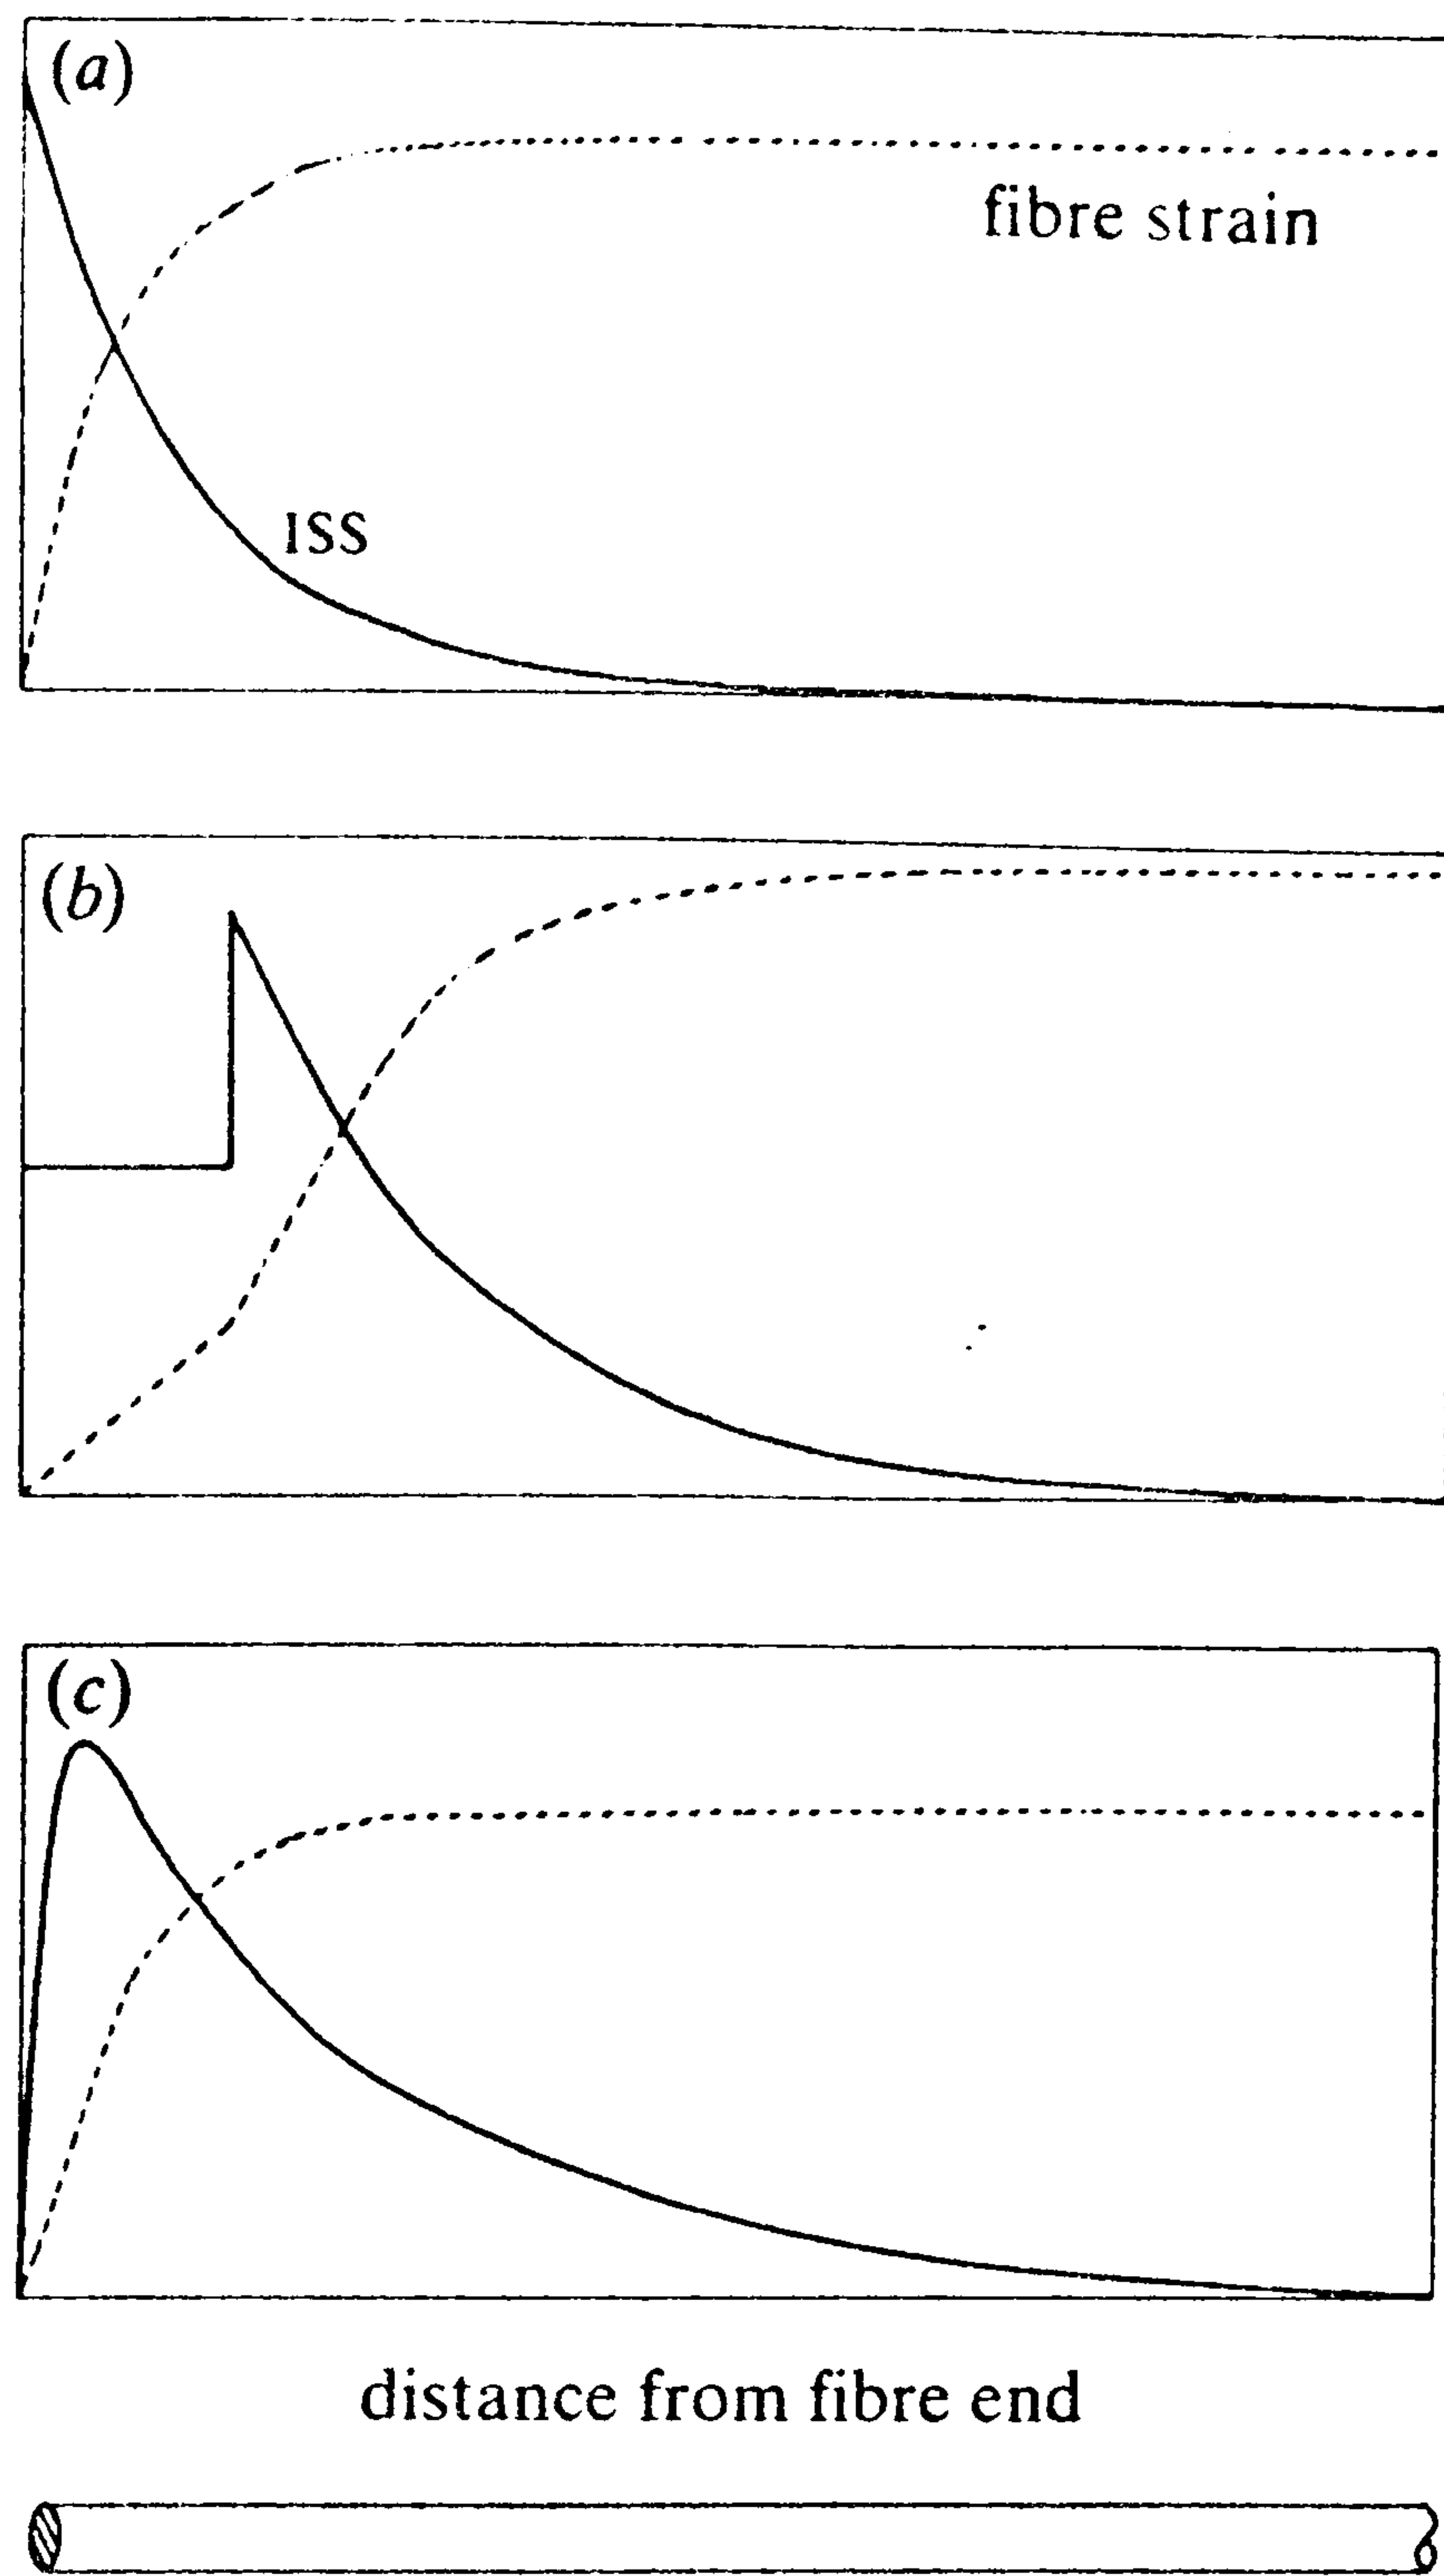 (a)
fibre strain
ISS
(b)
(c)
distance from fibre end